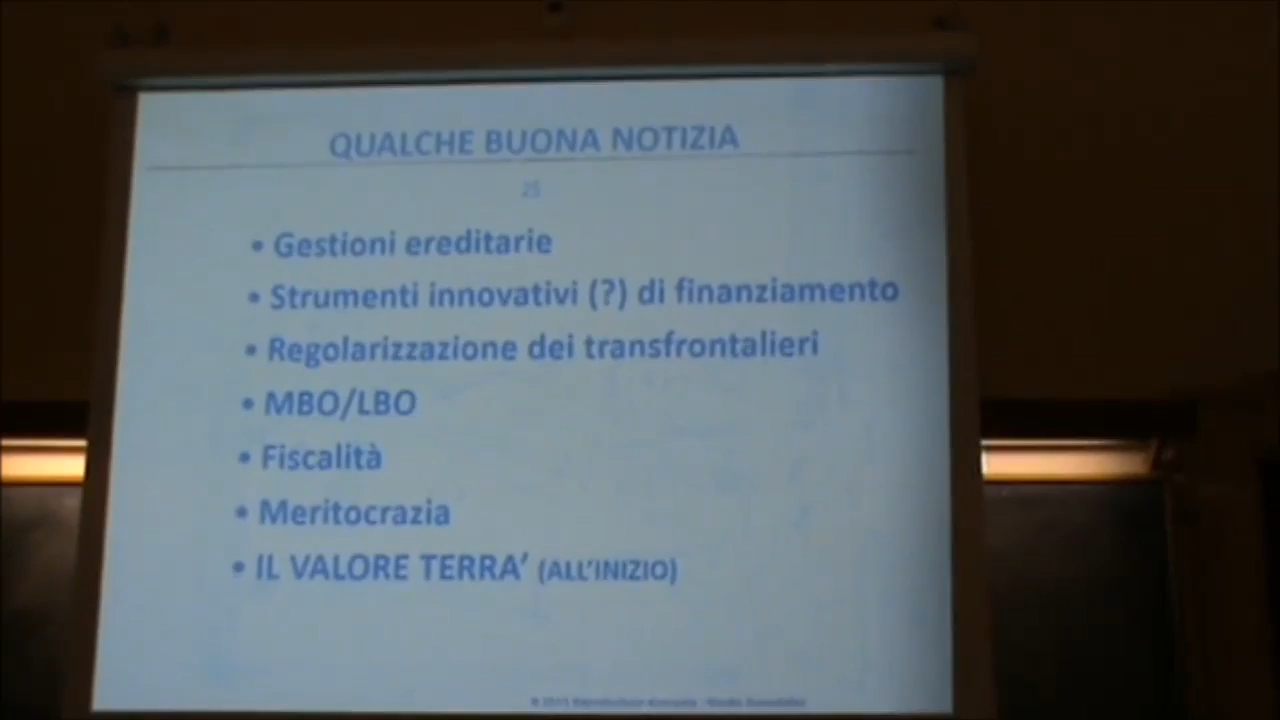 QUALCHE BUONA NOTIZIA
25
• Gestioni ereditarie
• Strumenti innovativi (?) di finanziamento
• Regolarizzazione dei transfrontalieri
• MBO/LBO
• Fiscalità
• Meritocrazia
• IL VALORE TERRA’ (ALL’INIZIO)